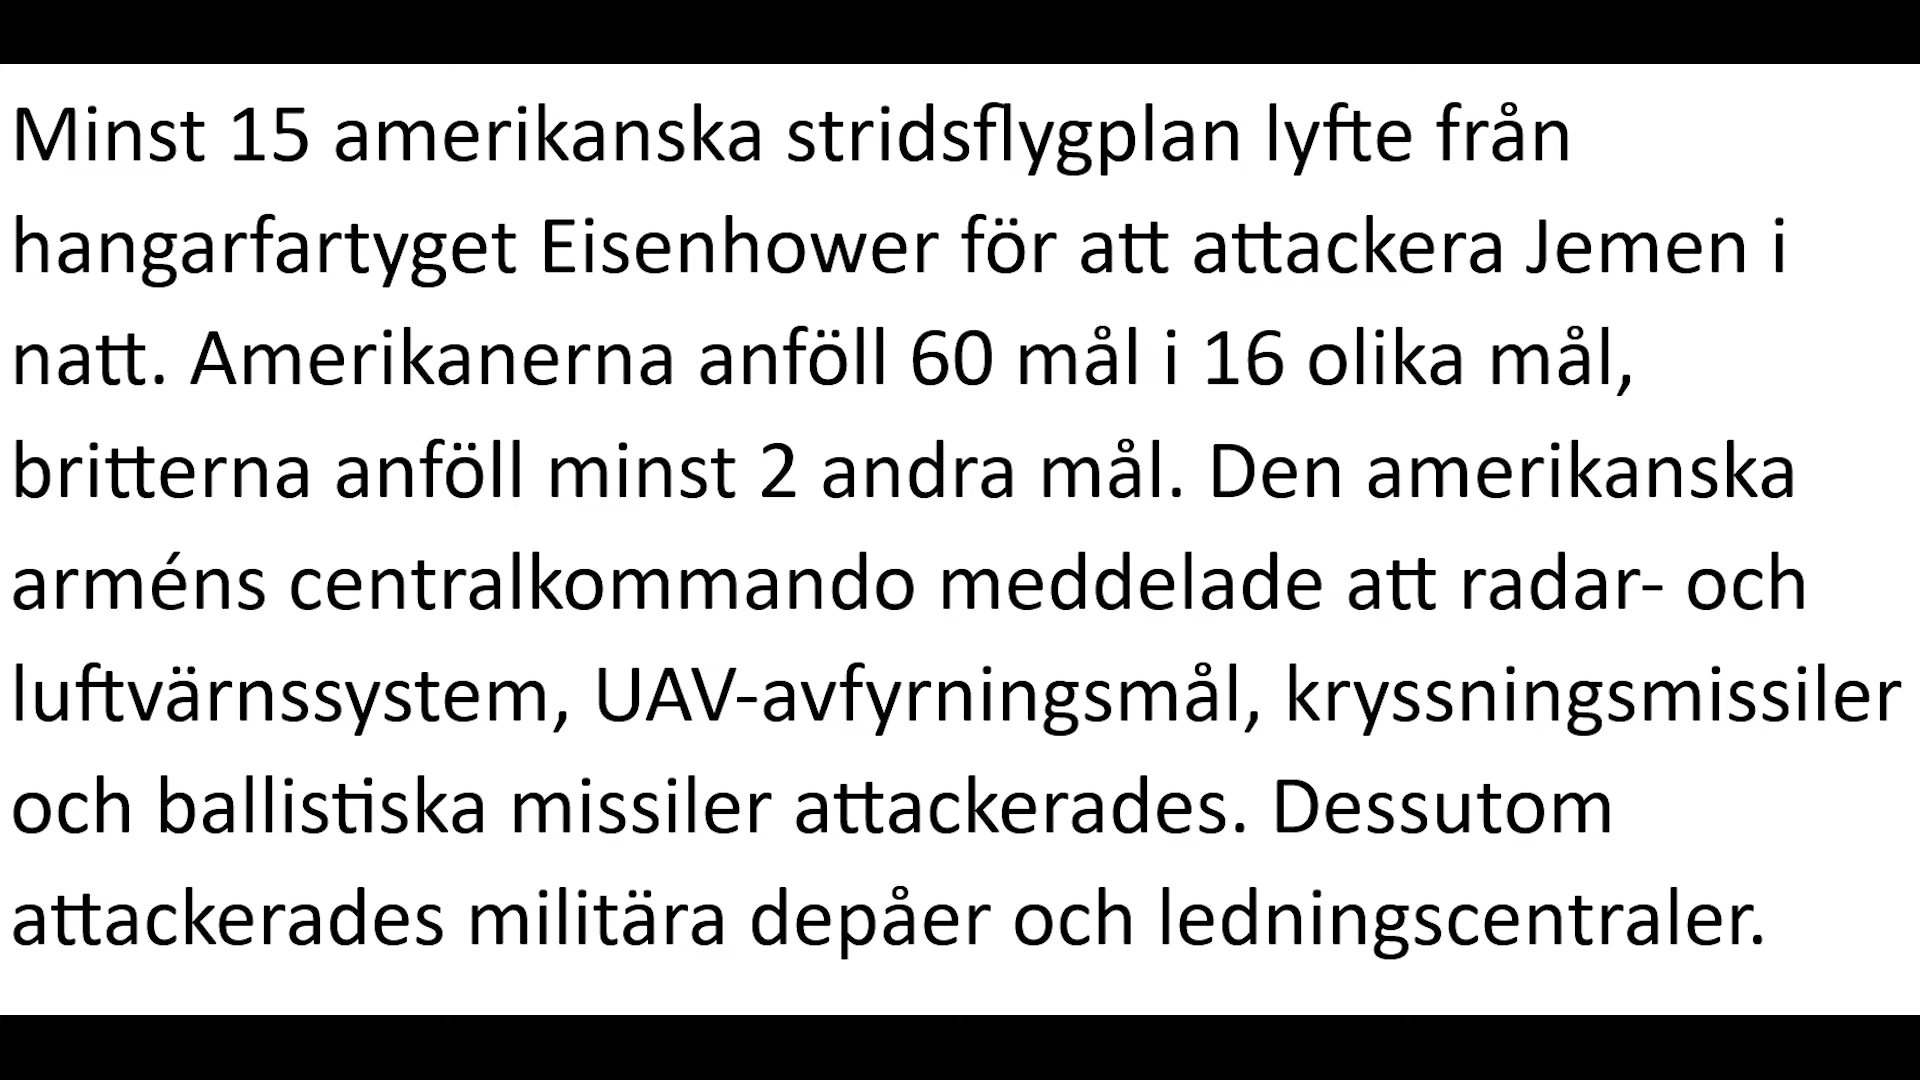 Minst 15 amerikanska stridsflygplan lyfte från
hangarfartyget Eisenhower för att attackera Jemen i
natt. Amerikanerna anföll 60 mål i 16 olika mål,
britterna anföll minst 2 andra mål. Den amerikanska
arméns centralkommando meddelade att radar- och
luftvärnssystem, UAV-avfyrningsmål, kryssningsmissiler
och ballistiska missiler attackerades. Dessutom
attackerades militära depåer och ledningscentraler.